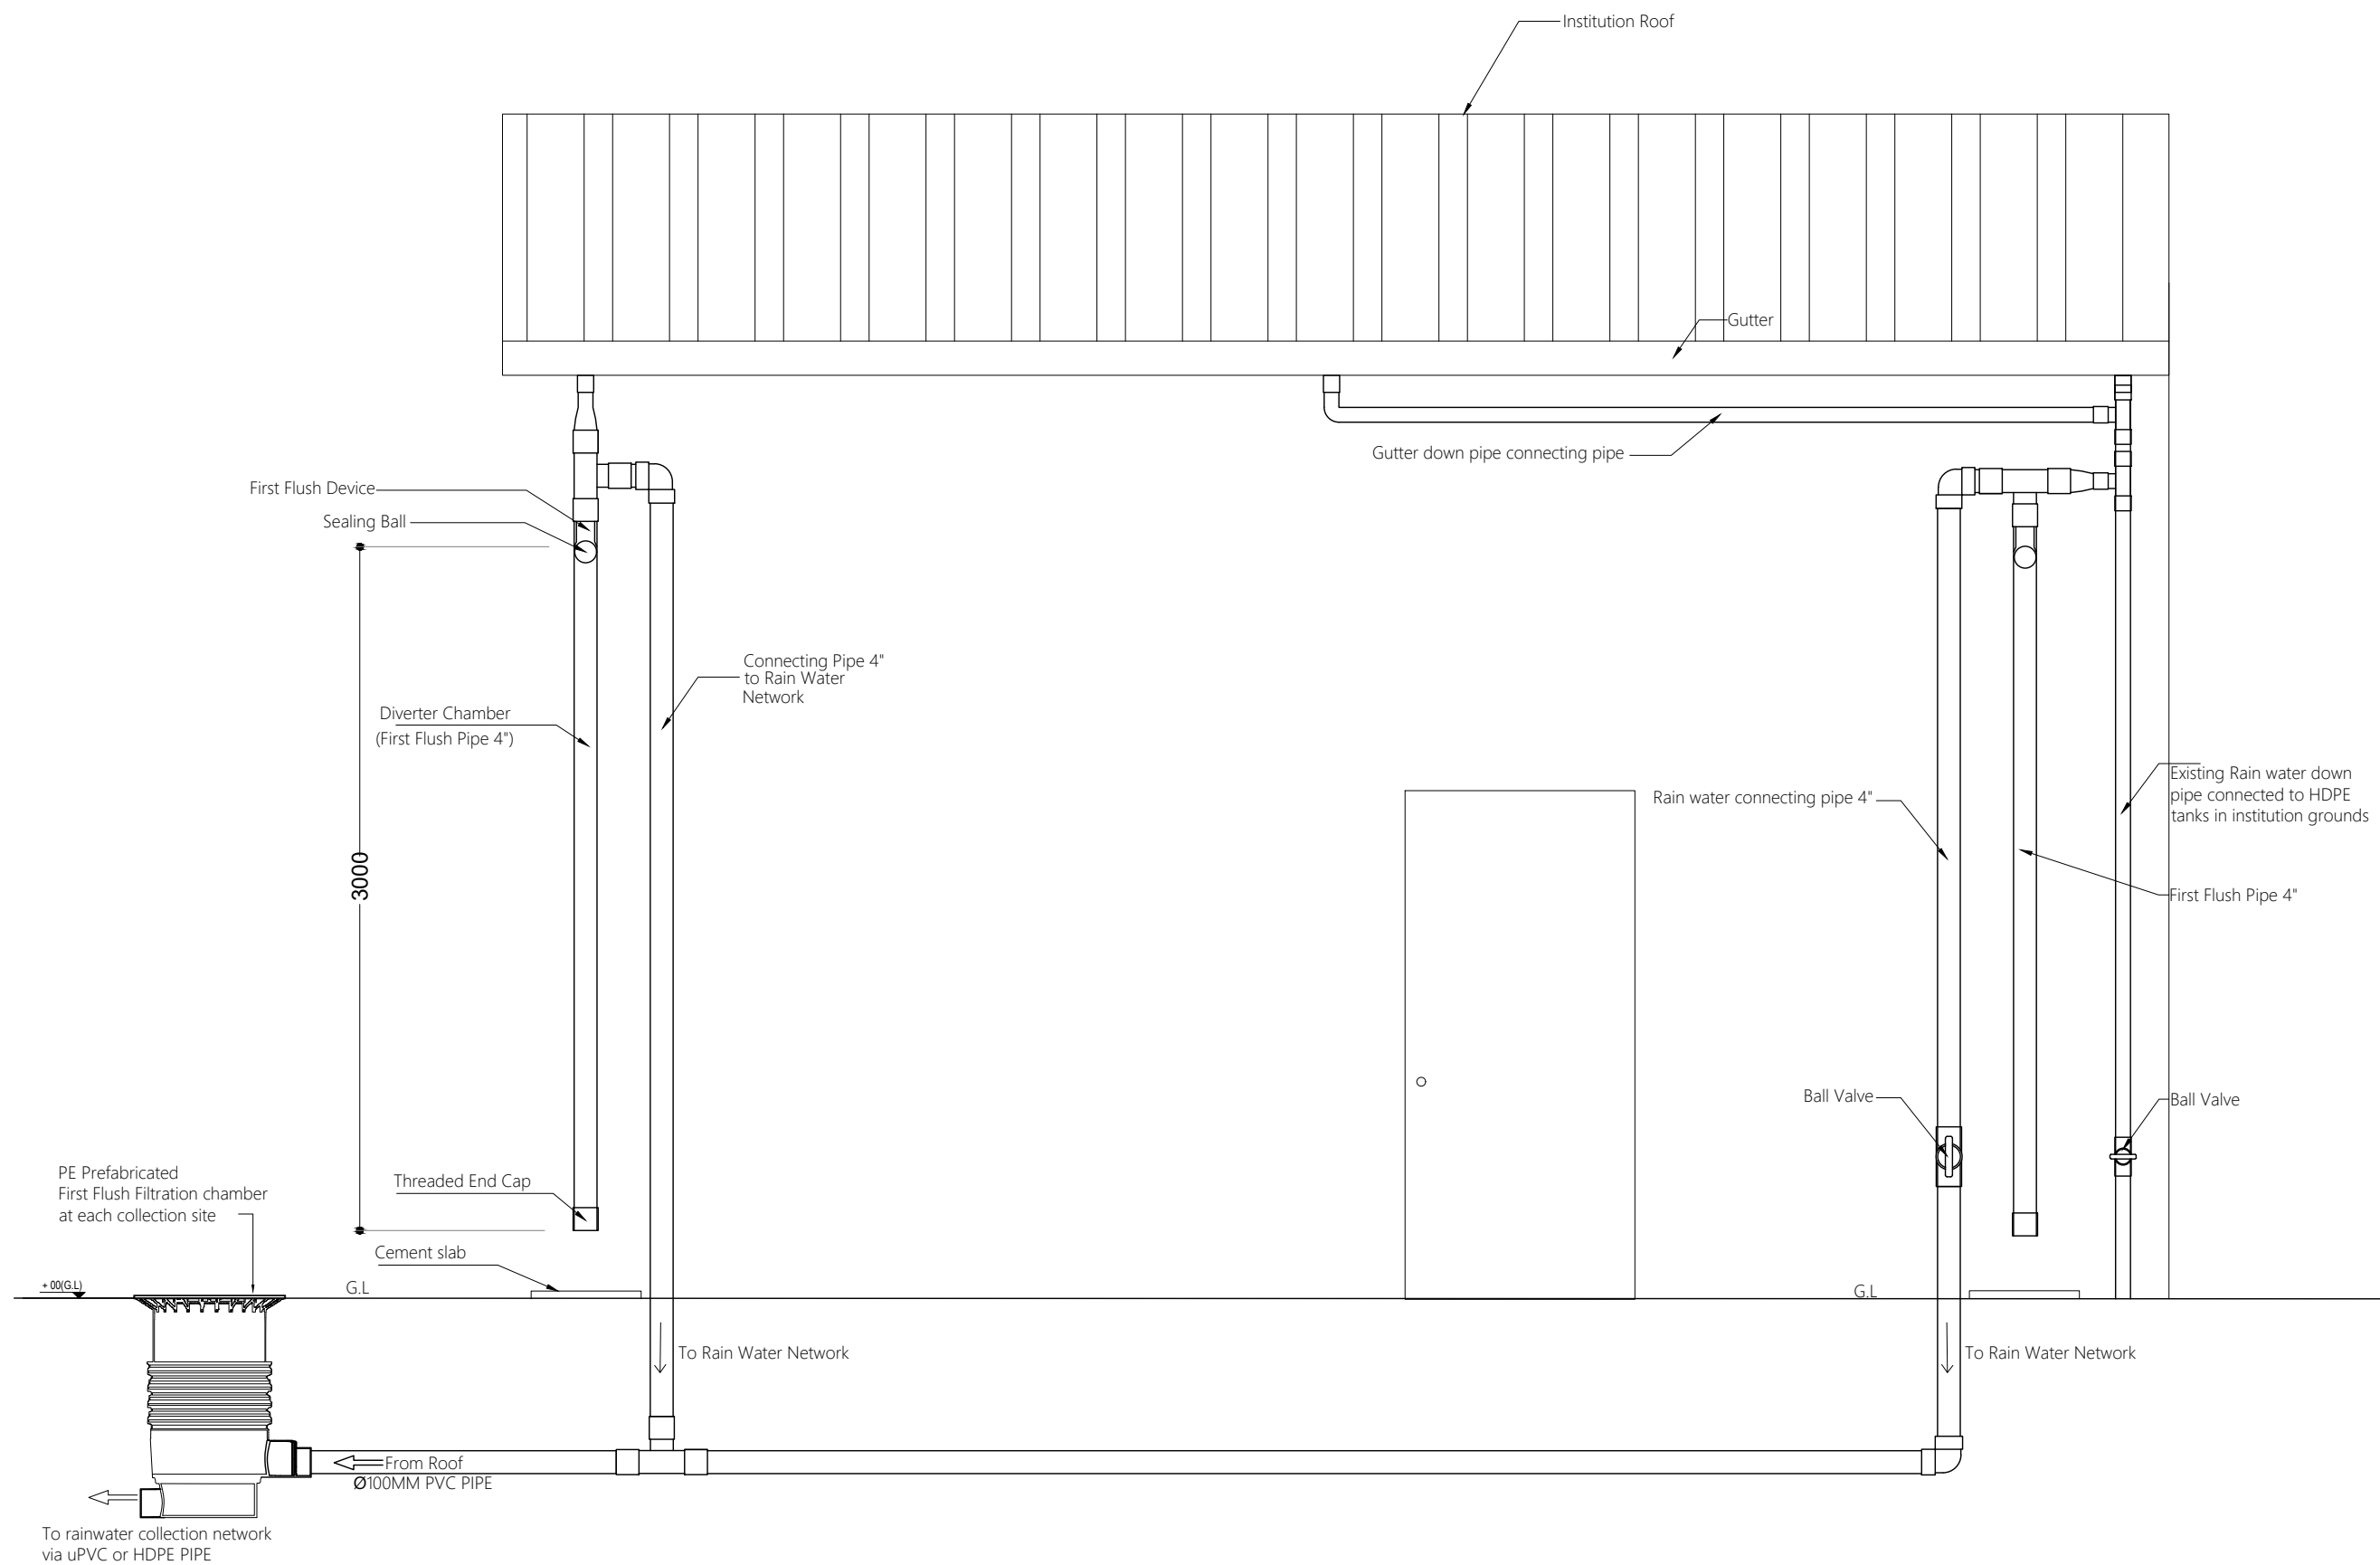 Institution Roof
Gutter
Gutter down pipe connecting pipe
First Flush Device
Sealing Ball
Connecting Pipe 4"
to Rain Water
Network
Diverter Chamber
(First Flush Pipe 4")
3000
Existing Rain water down
pipe connected to HDPE
tanks in institution grounds
Rain water connecting pipe 4"
First Flush Pipe 4"
Ball Valve
Ball Valve
PE Prefabricated
First Flush Filtration chamber
at each collection site
Threaded End Cap
Cement slab
+ 00(G.L)
G.L
G.L
To Rain Water Network
To Rain Water Network
From Roof
Ø100MM PVC PIPE
To rainwater collection network
via uPVC or HDPE PIPE